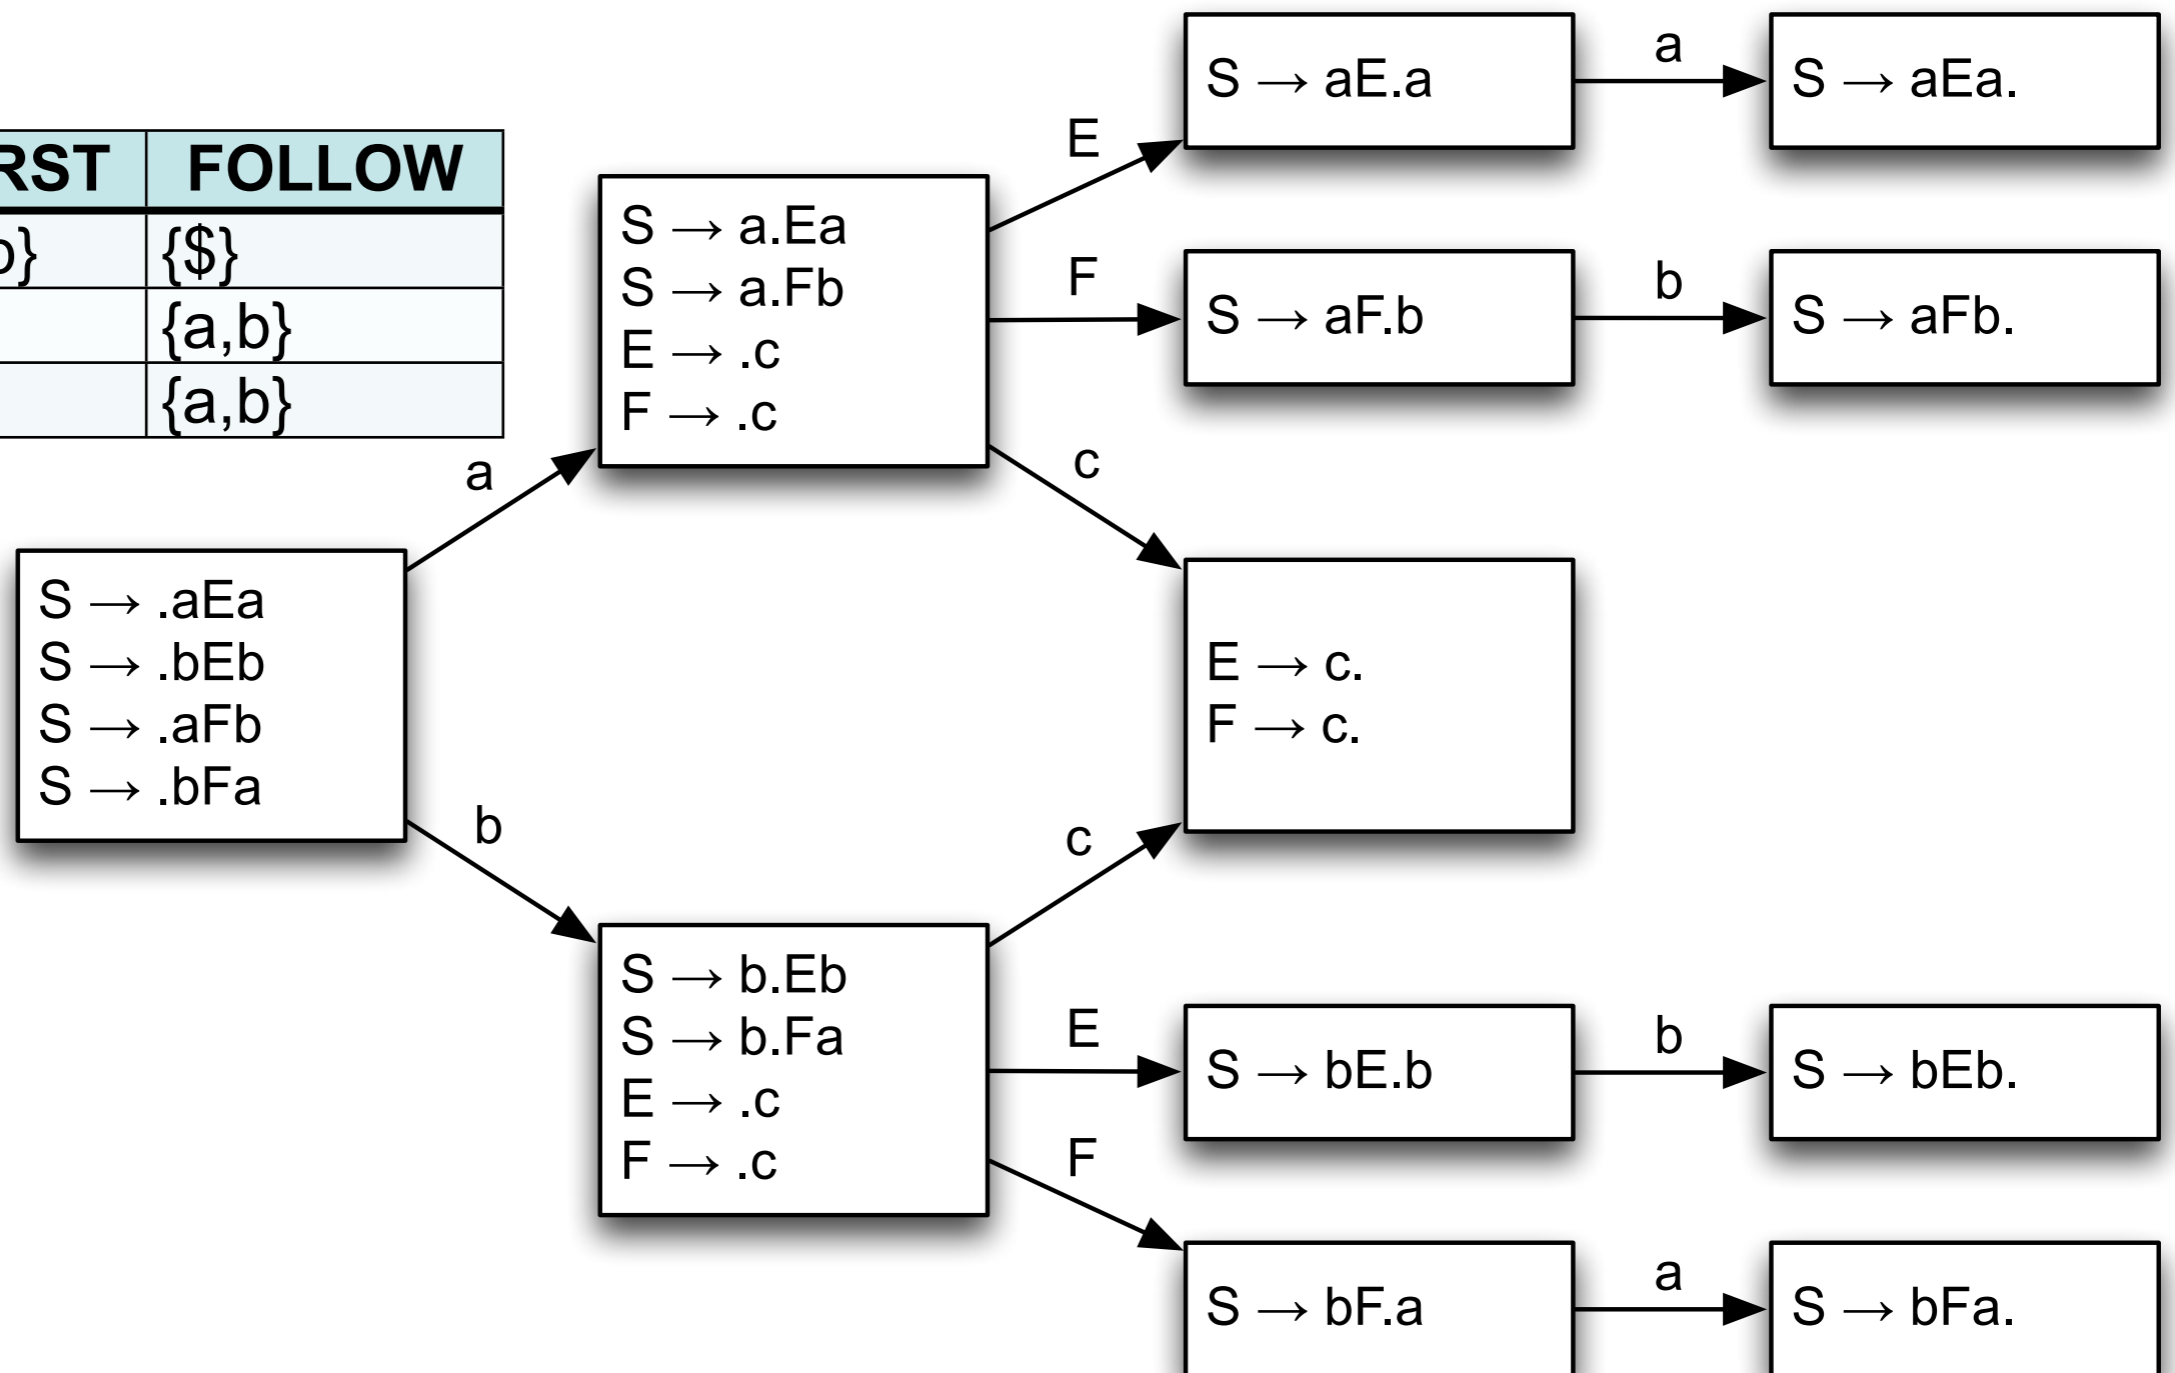 RST FOLLOW
b} {$}
{a,b}
{a,b}
S → .aEa
S → .bEb
S → .aFb
S → .bFa
a
b
S → a.Ea
S → a.Fb
E → .c
F → .c
E
F
c
S → b.Eb
S → b.Fa
E → .c
F → .c
c
E
F
S → aE.a
a
S → aEa.
S → aF.b
b
S → aFb.
E → c.
F → c.
S → bE.b
b
S → bEb.
S → bF.a
a
S → bFa.